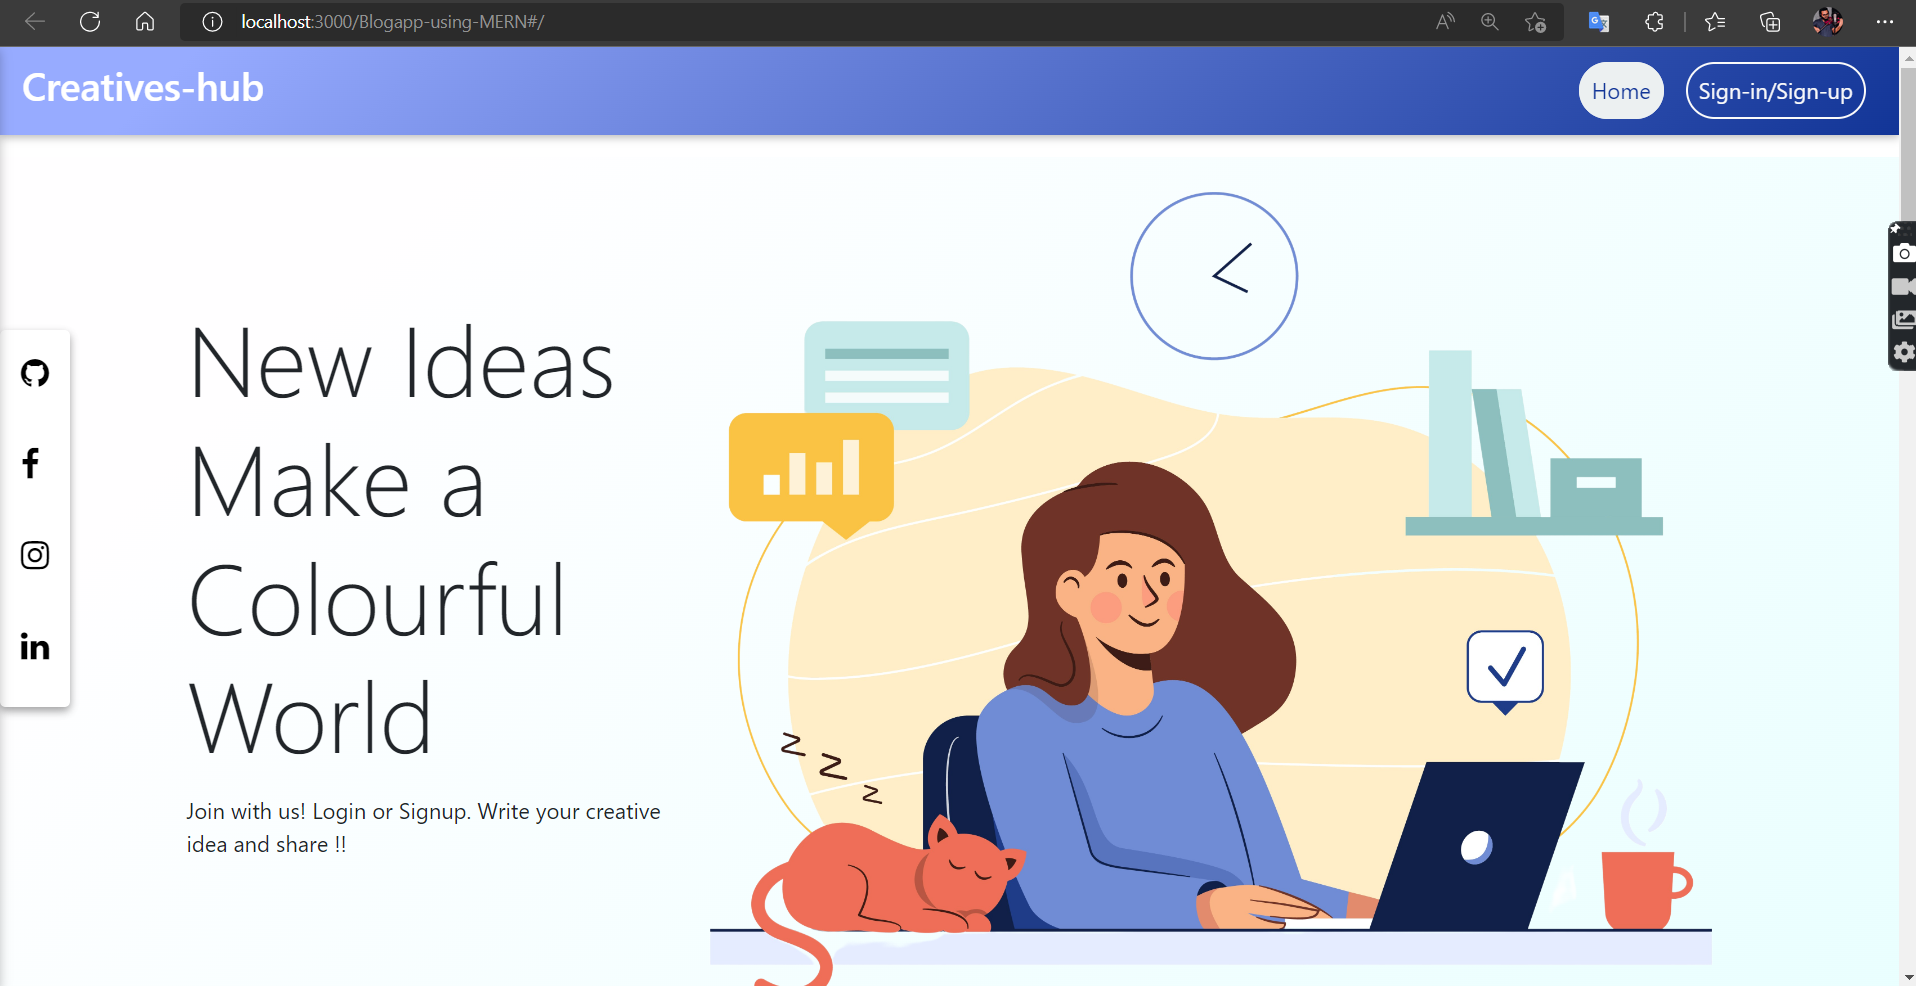 localhost:3000/Blogapp-using-MERN#/
Creatives-hub
Home
Sign-in/Sign-up
New Ideas
Make a
Colourful
World
Join with us! Login or Signup. Write your creative
idea and share !!
z
z
z